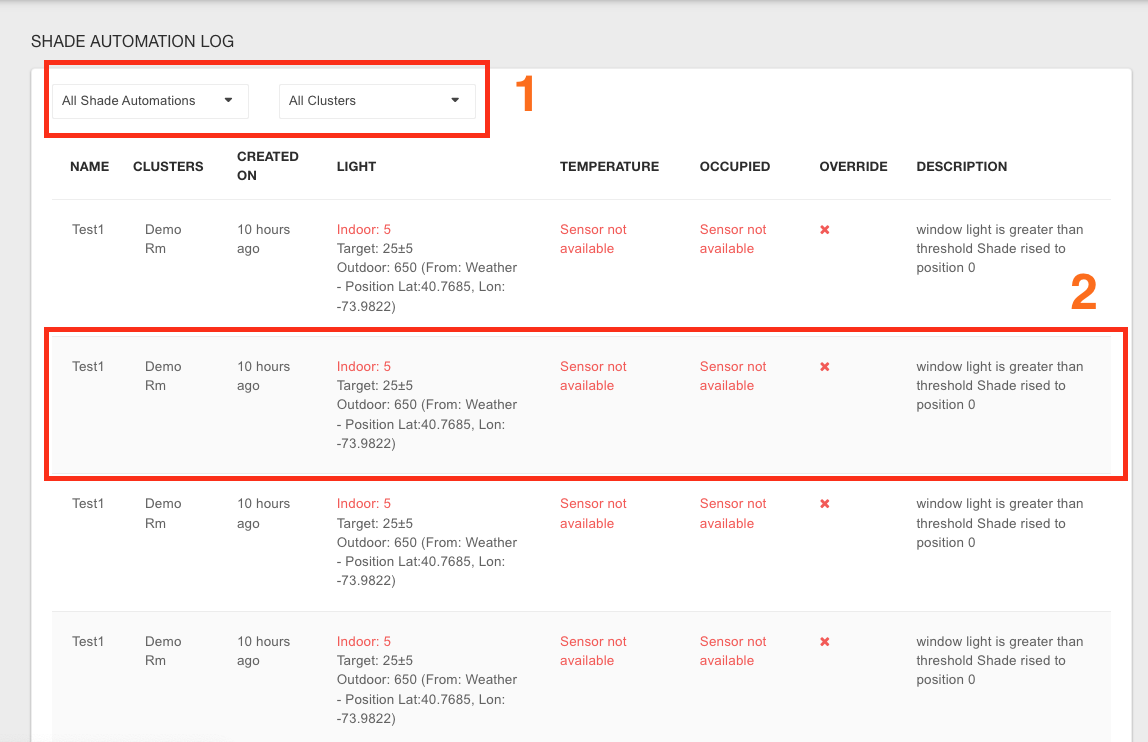 SHADE AUTOMATION LOG
All Shade Automations
All Clusters
1
NAME
CLUSTERS
CREATED
ON
LIGHT
TEMPERATURE
OCCUPIED
OVERRIDE
DESCRIPTION
Test1
Demo
Rm
10 hours
ago
Indoor: 5
Target: 25±5
Outdoor: 650 (From: Weather
- Position Lat:40.7685, Lon:
-73.9822)
Sensor not
available
Sensor not
available
window light is greater than
threshold Shade rised to
position 0
2
Test1
Demo
Rm
10 hours
ago
Indoor: 5
Target: 25±5
Outdoor: 650 (From: Weather
- Position Lat:40.7685, Lon:
-73.9822)
Sensor not
available
Sensor not
available
window light is greater than
threshold Shade rised to
position 0
Test1
Demo
Rm
10 hours
ago
Indoor: 5
Target: 25±5
Outdoor: 650 (From: Weather
- Position Lat:40.7685, Lon:
-73.9822)
Sensor not
available
Sensor not
available
window light is greater than
threshold Shade rised to
position 0
Test1
Demo
Rm
10 hours
ago
Indoor: 5
Target: 25±5
Outdoor: 650 (From: Weather
- Position Lat:40.7685, Lon:
-73.9822)
Sensor not
available
Sensor not
available
window light is greater than
threshold Shade rised to
position 0